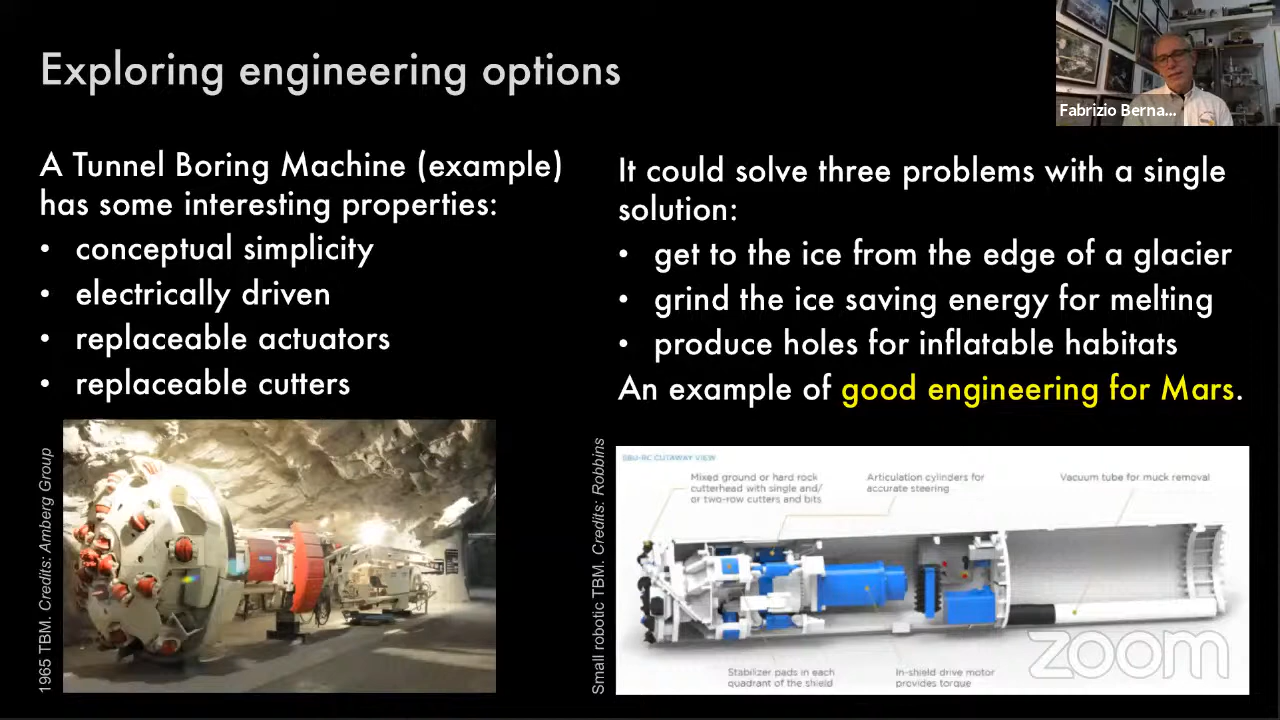 Exploring engineering options
Fabrizio Berna...
A Tunnel Boring Machine (example)
has some interesting properties:
• conceptual simplicity
• electrically driven
• replaceable actuators
• replaceable cutters
It could solve three problems with a single
solution:
• get to the ice from the edge of a glacier
• grind the ice saving energy for melting
• produce holes for inflatable habitats
An example of good engineering for Mars.
1965 TBM. Credits: Amberg Group
Small robotic TBM. Credits: Robbins
SBU-RC CUTAWAY VIEW
Mixed ground or hard rock
cutterhead with single and/
or two-row cutters and bits
Articulation cylinders for
accurate steering
Vacuum tube for muck removal
Stabilizer pads in each
quadrant of the shield
In-shield drive motor
provides torque
zoom